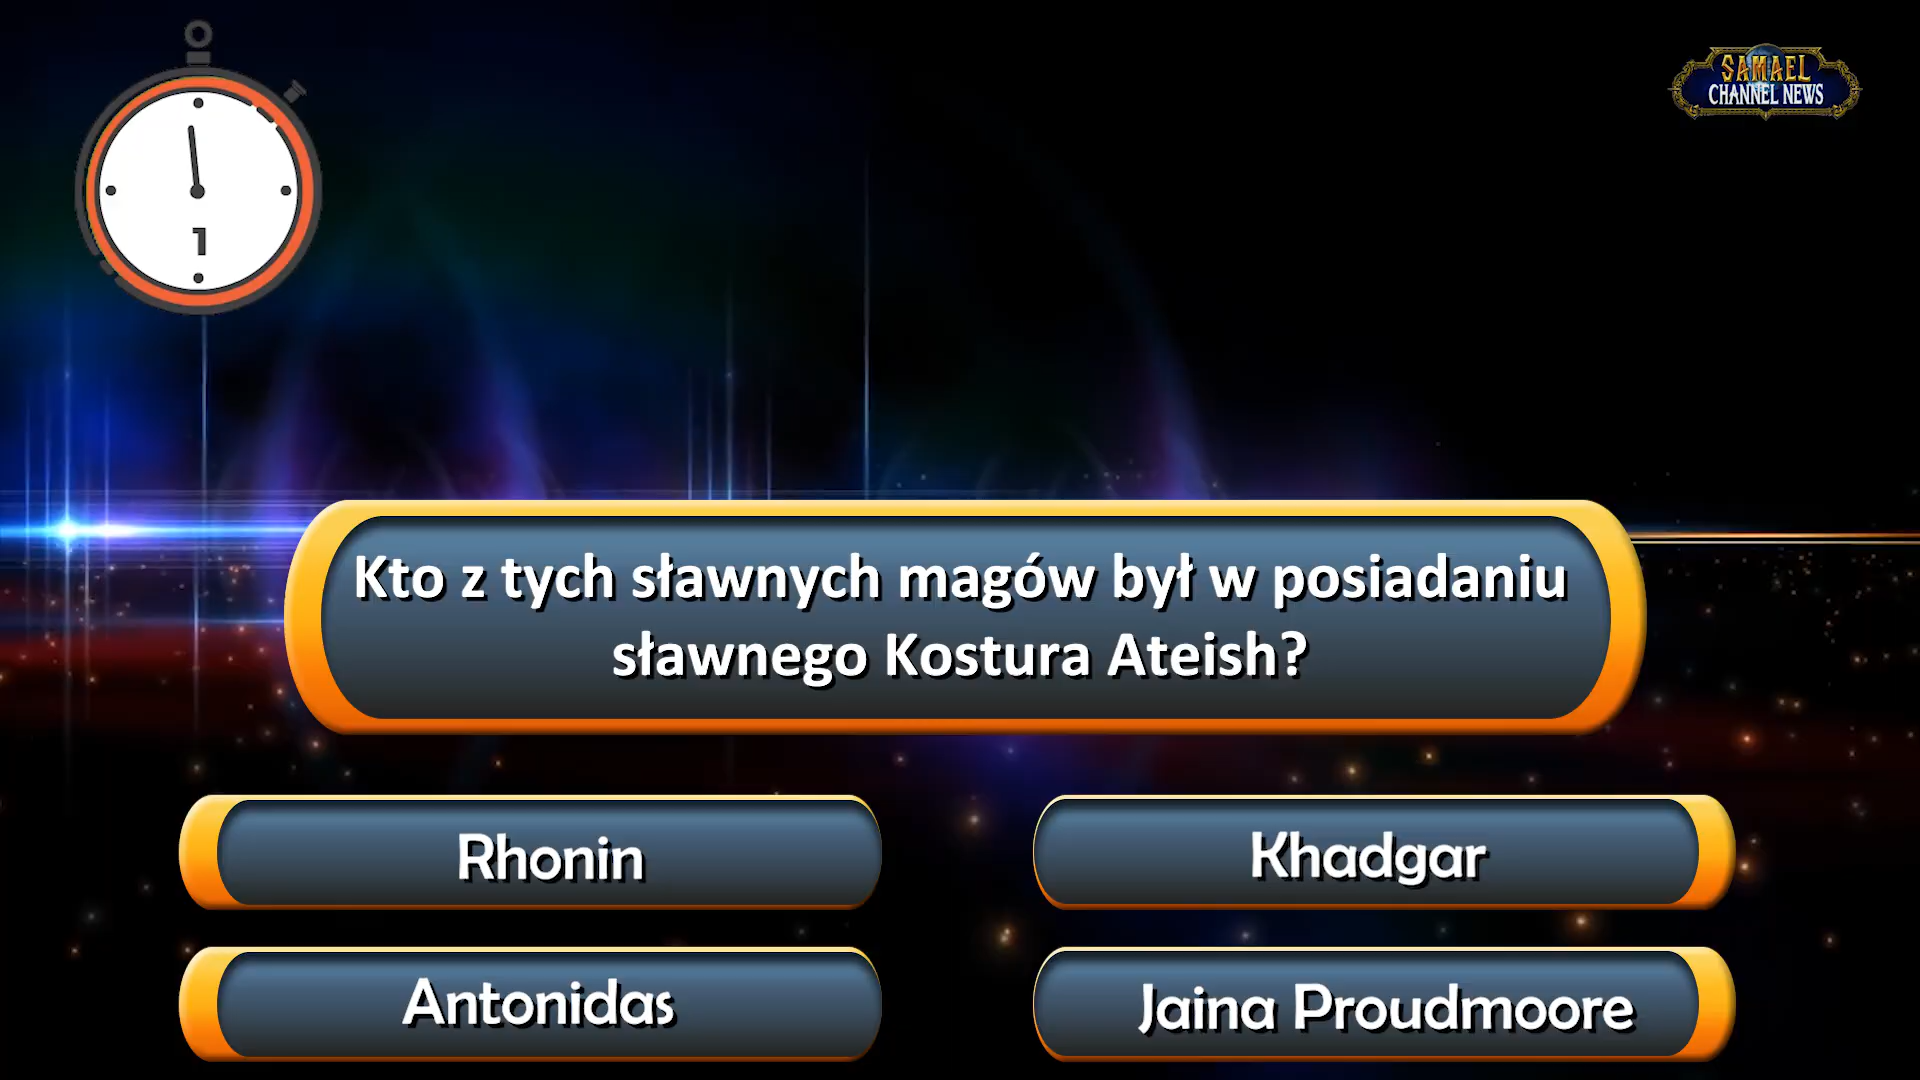 SAMAEL
CHANNEL NEWS
1
Kto z tych sławnych magów był w posiadaniu
sławnego Kostura Ateish?
Rhonin
Khadgar
Antonidas
Jaina Proudmoore